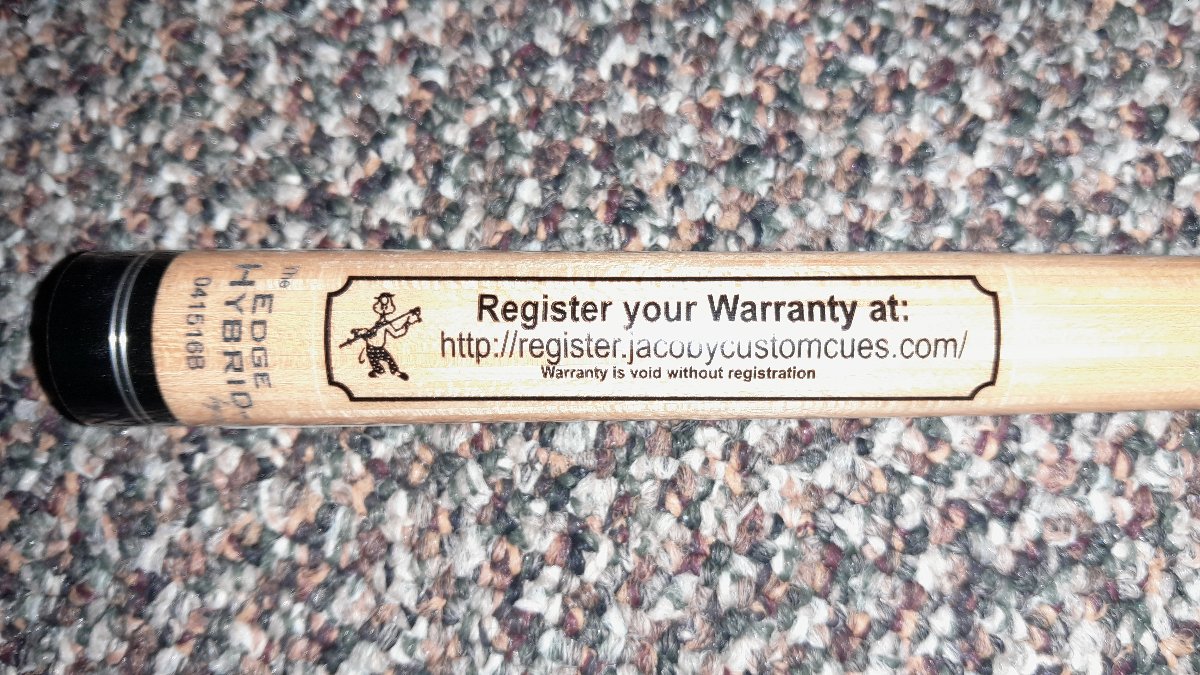 The
EDGE
HYBRID
041516B
Register your Warranty at:
http://register.jacobycustomcues.com/
Warranty is void without registration